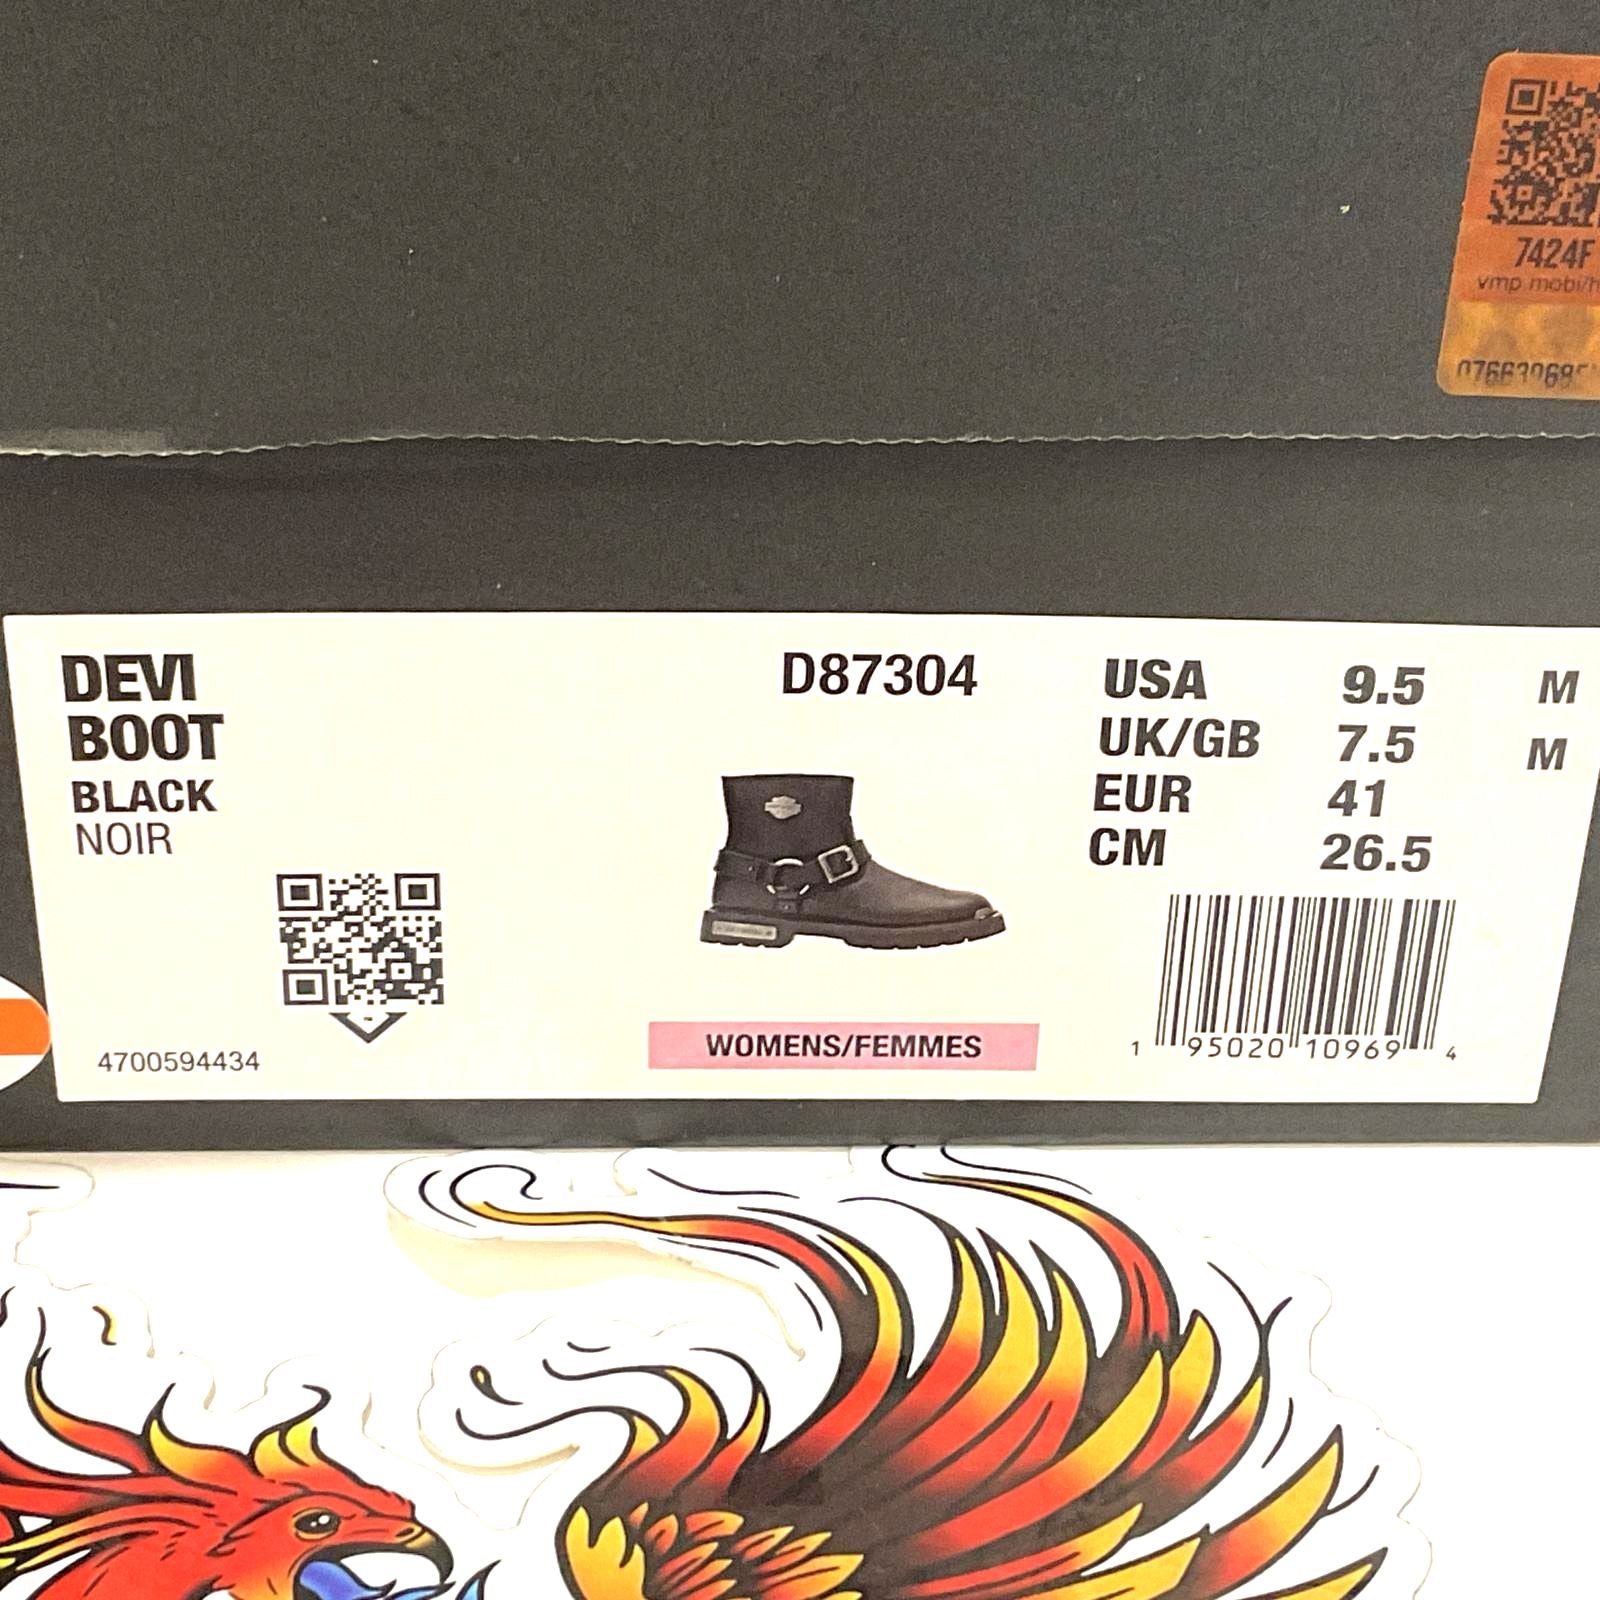 7424F
vmp.mobi/h
DEVI
BOOT
BLACK
NOIR
4700594434
D87304
WOMENS/FEMMES
USA 9.5 M
UK/GB 7.5 M
EUR 41
CM 26.5
1 95020 10969 4